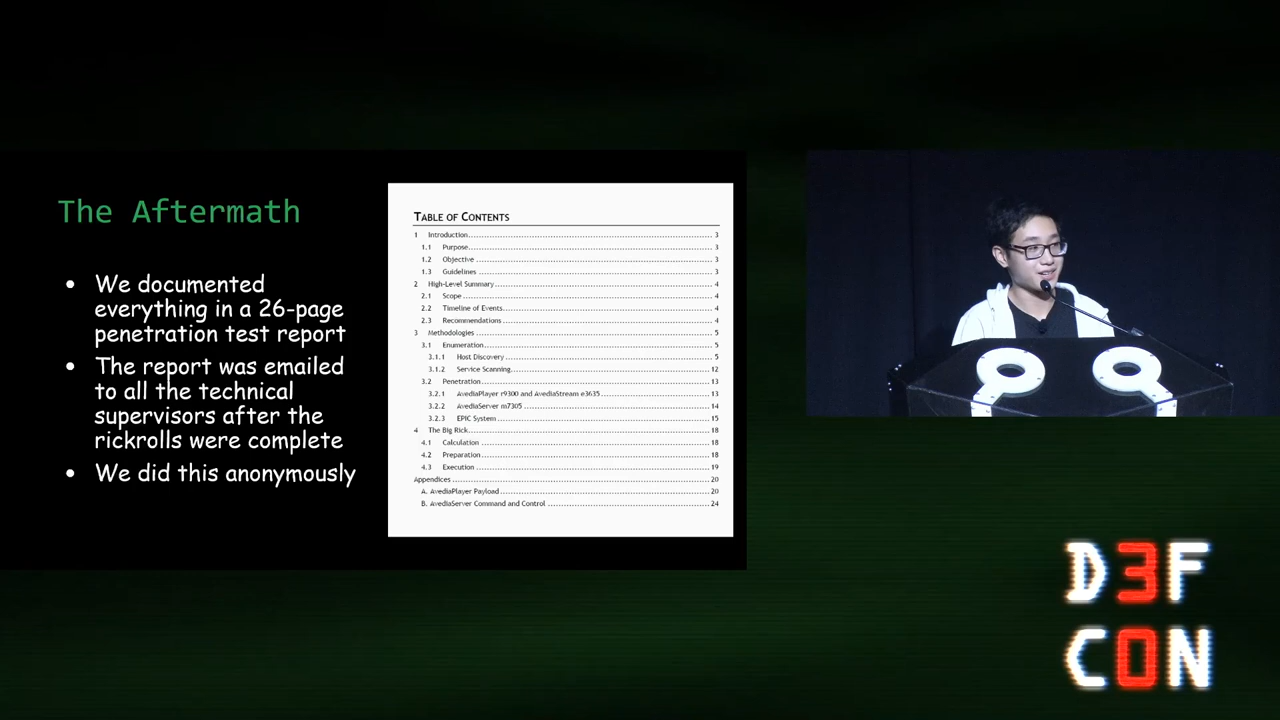 The Aftermath
• We documented
everything in a 26-page
penetration test report
• The report was emailed
to all the technical
supervisors after the
rickrolls were complete
• We did this anonymously
TABLE OF CONTENTS
1 Introduction 3
1.1 Purpose 3
1.2 Objective 3
1.3 Guidelines 3
2 High-Level Summary 4
2.1 Scope 4
2.2 Timeline of Events 4
2.3 Recommendations 4
3 Methodologies 5
3.1 Enumeration 5
3.1.1 Host Discovery 5
3.1.2 Service Scanning 12
3.2 Penetration 13
3.2.1 AvediaPlayer r9300 and AvediaStream e3635 13
3.2.2 AvediaServer m7305 14
3.2.3 EPIC System 15
4 The Big Rick 18
4.1 Calculation 18
4.2 Preparation 18
4.3 Execution 19
Appendices 20
A. AvediaPlayer Payload 20
B. AvediaServer Command and Control 24
D3F
C0N